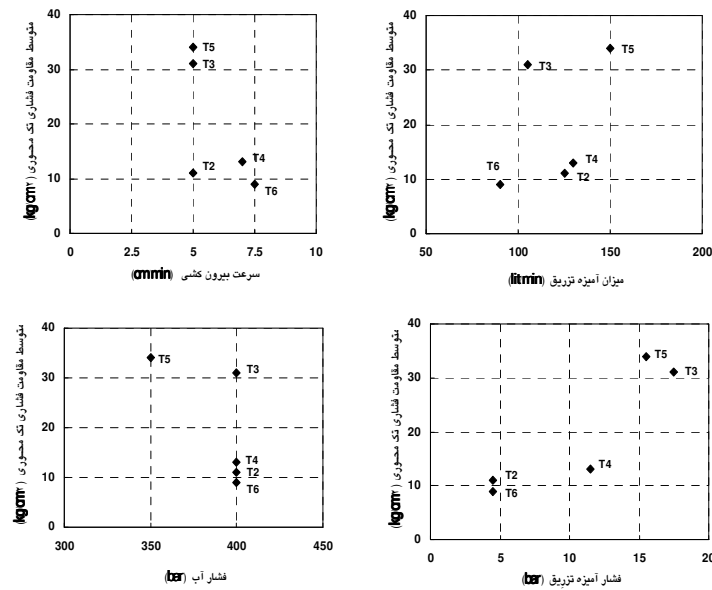 متوسط مقاومت فشاری تک محوری (kg/cm²)
40
30
20
10
0
T5
T3
T2
T4
T6
0 2.5 5 7.5 10
سرعت بیرون کشی (cm/min)
متوسط مقاومت فشاری تک محوری (kg/cm²)
40
30
20
10
0
T5
T3
T6
T4
T2
50 100 150 200
میزان آمیزه تزریق (lit/min)
متوسط مقاومت فشاری تک محوری (kg/cm²)
40
30
20
10
0
T5
T3
T4
T2
T6
300 350 400 450
فشار آب (bar)
متوسط مقاومت فشاری تک محوری (kg/cm²)
40
30
20
10
0
T5
T3
T4
T2
T6
0 5 10 15 20
فشار آمیزه تزریق (bar)